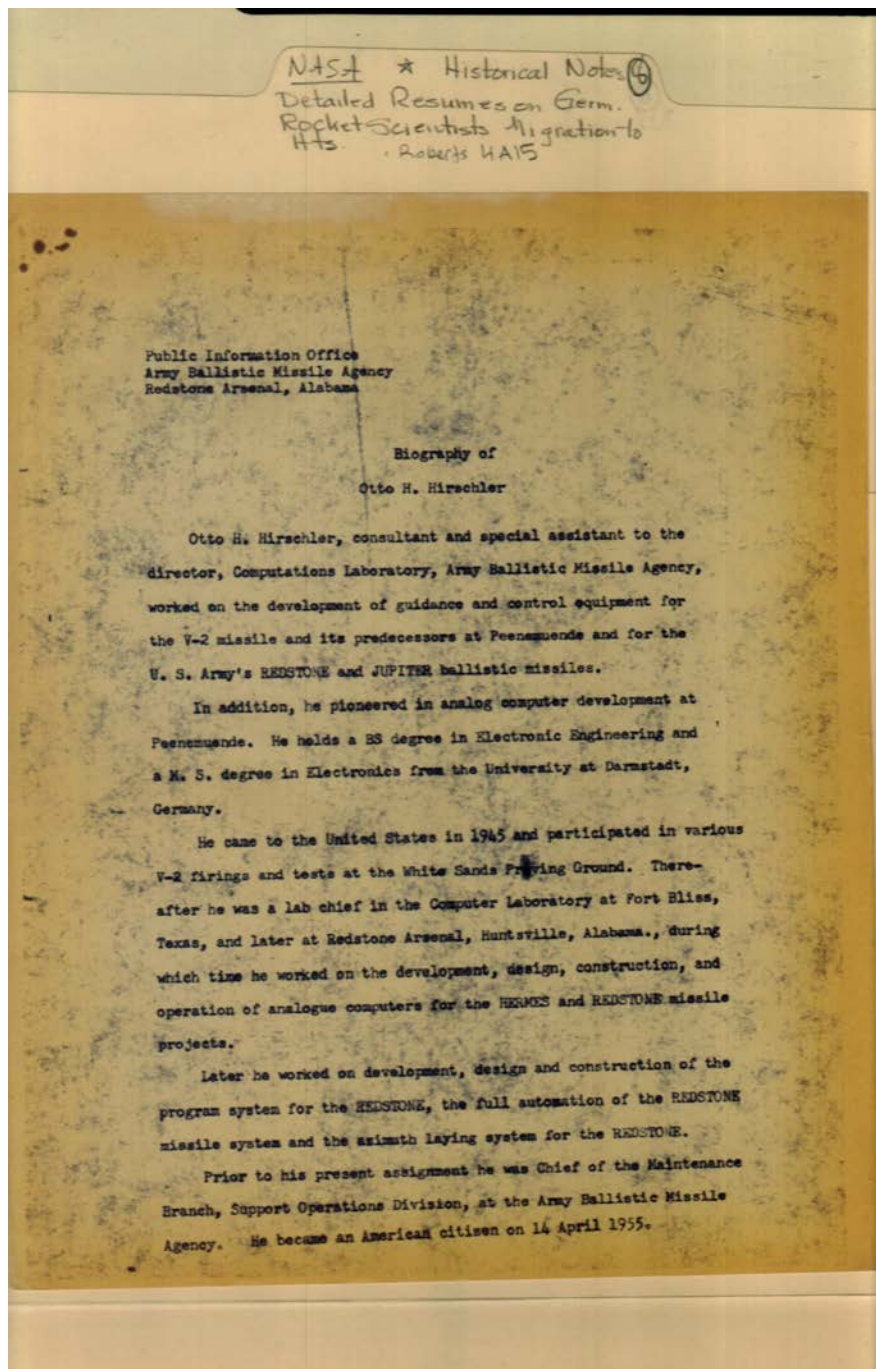 NASA * Historical Notes 6
Detailed Resumes on Germ.
Rocket Scientists Migration to
Hts.
. Roberts 4A15
Public Information Office
Army Ballistic Missile Agency
Redstone Arsenal, Alabama
Biography of
Otto H. Hirschler
Otto H. Hirschler, consultant and special assistant to the
director, Computations Laboratory, Army Ballistic Missile Agency,
worked on the development of guidance and control equipment for
the V-2 missile and its predecessors at Peenemuende and for the
U. S. Army's REDSTONE and JUPITER ballistic missiles.
In addition, he pioneered in analog computer development at
Peenemuende. He holds a BS degree in Electronic Engineering and
a M. S. degree in Electronics from the University at Darmstadt,
Germany.
He came to the United States in 1945 and participated in various
V-2 firings and tests at the White Sands Proving Ground. There-
after he was a lab chief in the Computer Laboratory at Fort Bliss,
Texas, and later at Redstone Arsenal, Huntsville, Alabama., during
which time he worked on the development, design, construction, and
operation of analogue computers for the HERMES and REDSTONE missile
projects.
Later he worked on development, design and construction of the
program system for the REDSTONE, the full automation of the REDSTONE
missile system and the azimuth laying system for the REDSTONE.
Prior to his present assignment he was Chief of the Maintenance
Branch, Support Operations Division, at the Army Ballistic Missile
Agency. He became an American citizen on 14 April 1955.